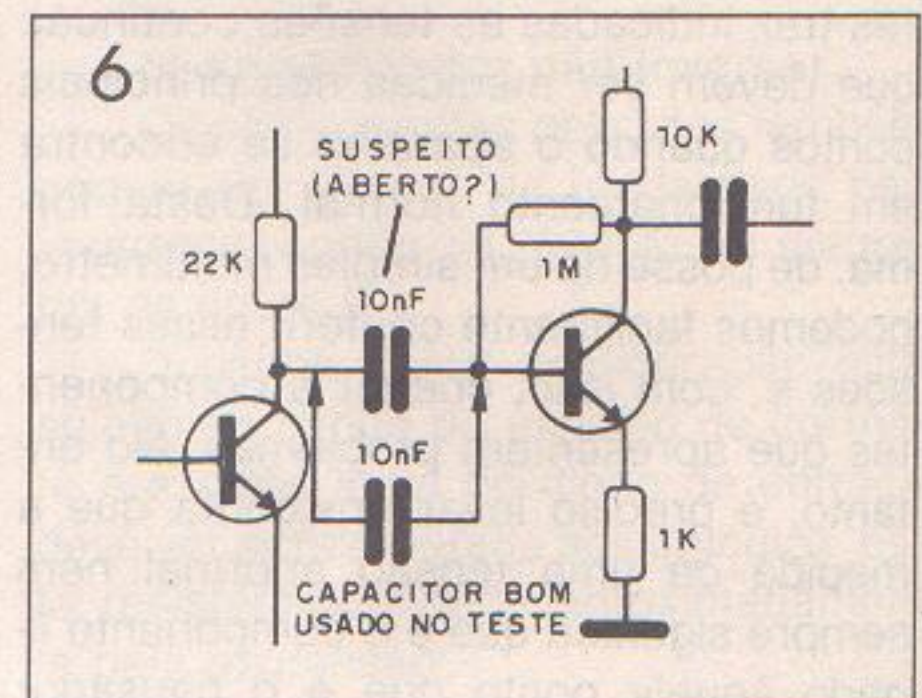 6
SUSPEITO
(ABERTO?)
10K
22K
1M
10nF
10nF
1K
CAPACITOR BOM
USADO NO TESTE